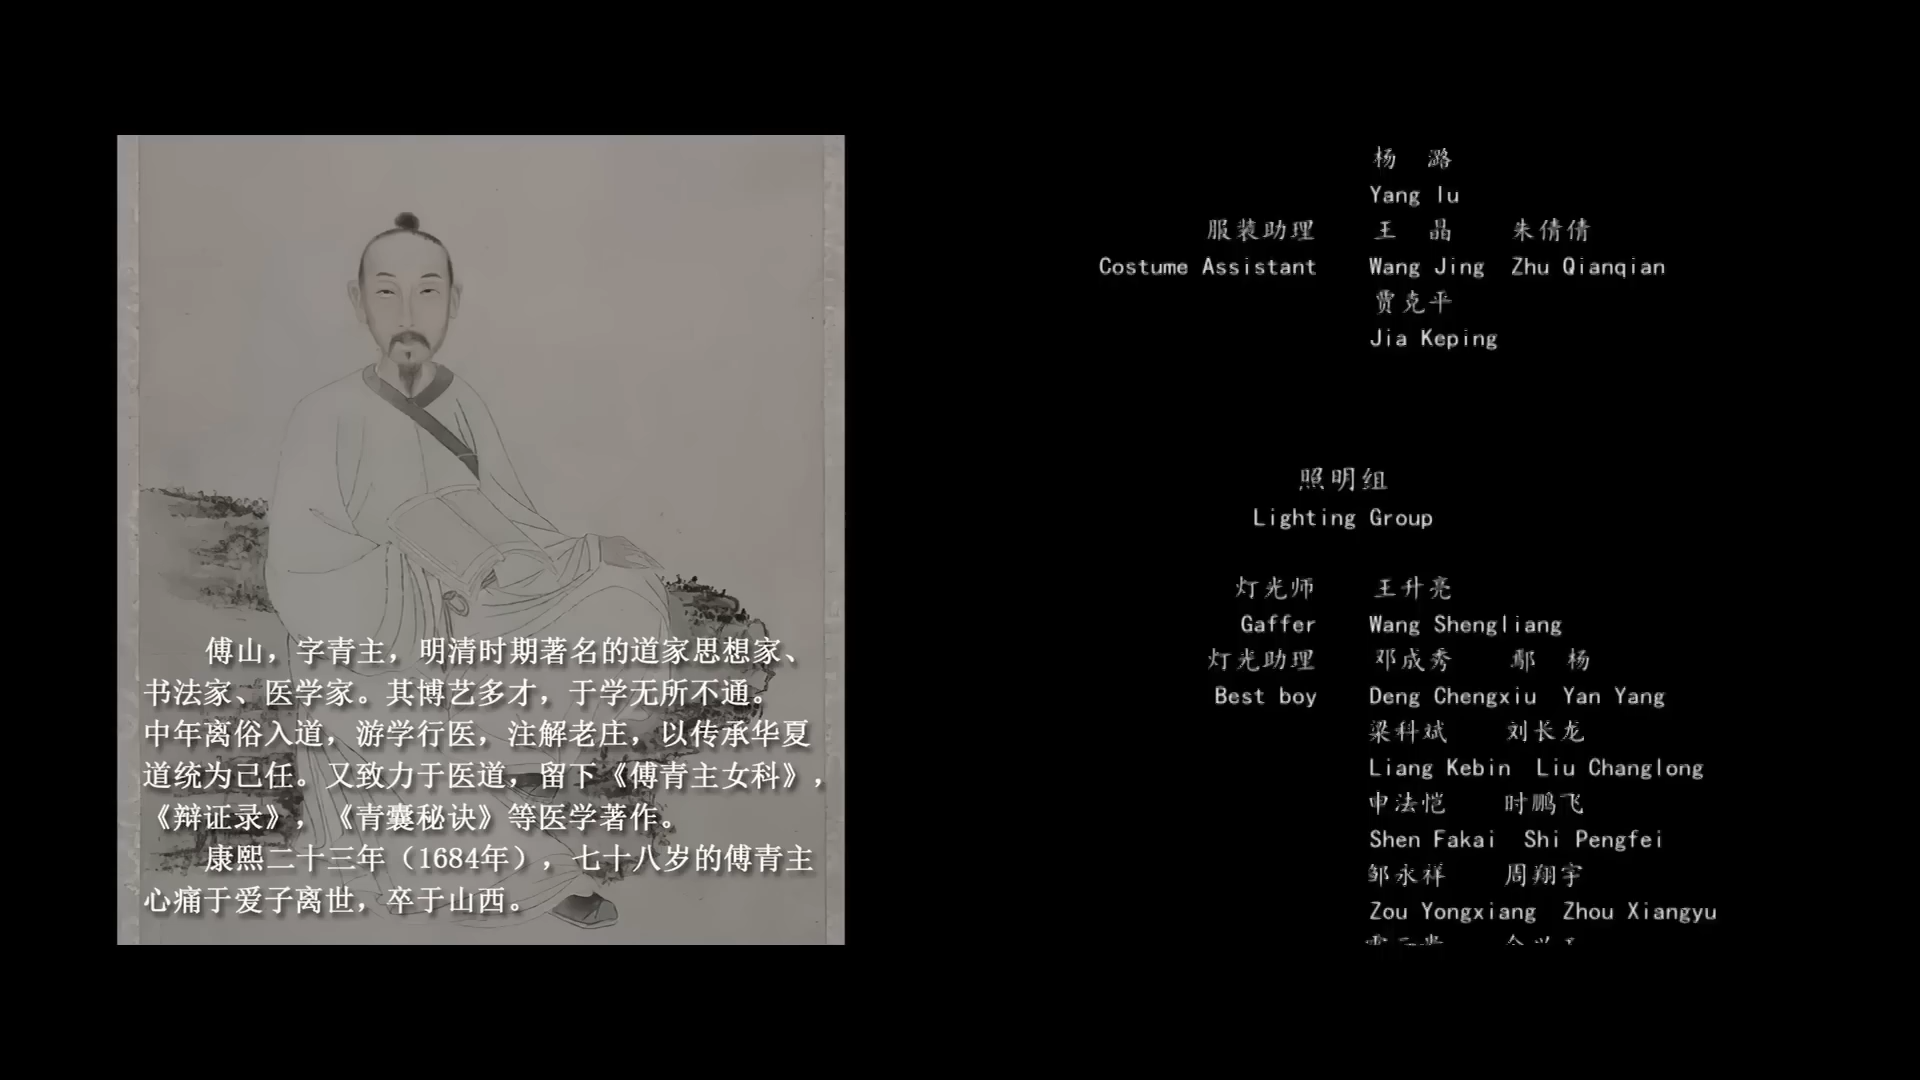 傅山，字青主，明清时期著名的道家思想家、
书法家、医学家。其博艺多才，于学无所不通。
中年离俗入道，游学行医，注解老庄，以传承华夏
道统为己任。又致力于医道，留下《傅青主女科》，
《辩证录》，《青囊秘诀》等医学著作。
康熙二十三年（1684年），七十八岁的傅青主
心痛于爱子离世，卒于山西。
杨 潞
Yang lu
服装助理 王 晶 朱倩倩
Costume Assistant Wang Jing Zhu Qianqian
贾克平
Jia Keping
照明组
Lighting Group
灯光师 王升亮
Gaffer Wang Shengliang
灯光助理 邓成秀 鄢 杨
Best boy Deng Chengxiu Yan Yang
梁科斌 刘长龙
Liang Kebin Liu Changlong
申法恺 时鹏飞
Shen Fakai Shi Pengfei
邹永祥 周翔宇
Zou Yongxiang Zhou Xiangyu